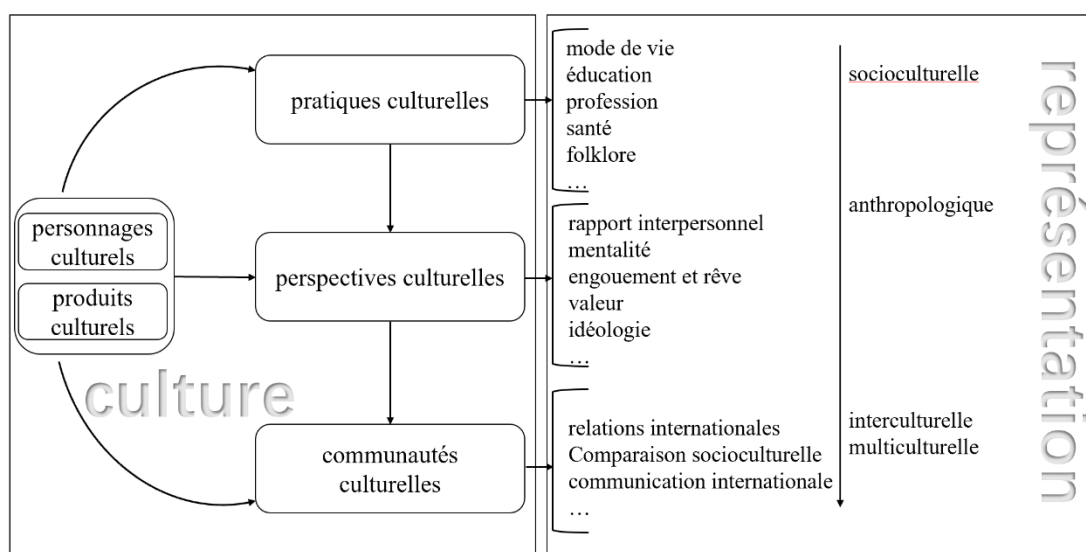 personnages
culturels
produits
culturels
culture
pratiques culturelles
perspectives culturelles
communautés
culturelles
mode de vie
éducation
profession
santé
folklore
…
rapport interpersonnel
mentalité
engouement et rêve
valeur
idéologie
…
relations internationales
Comparaison socioculturelle
communication internationale
…
socioculturelle
anthropologique
interculturelle
multiculturelle
représentation